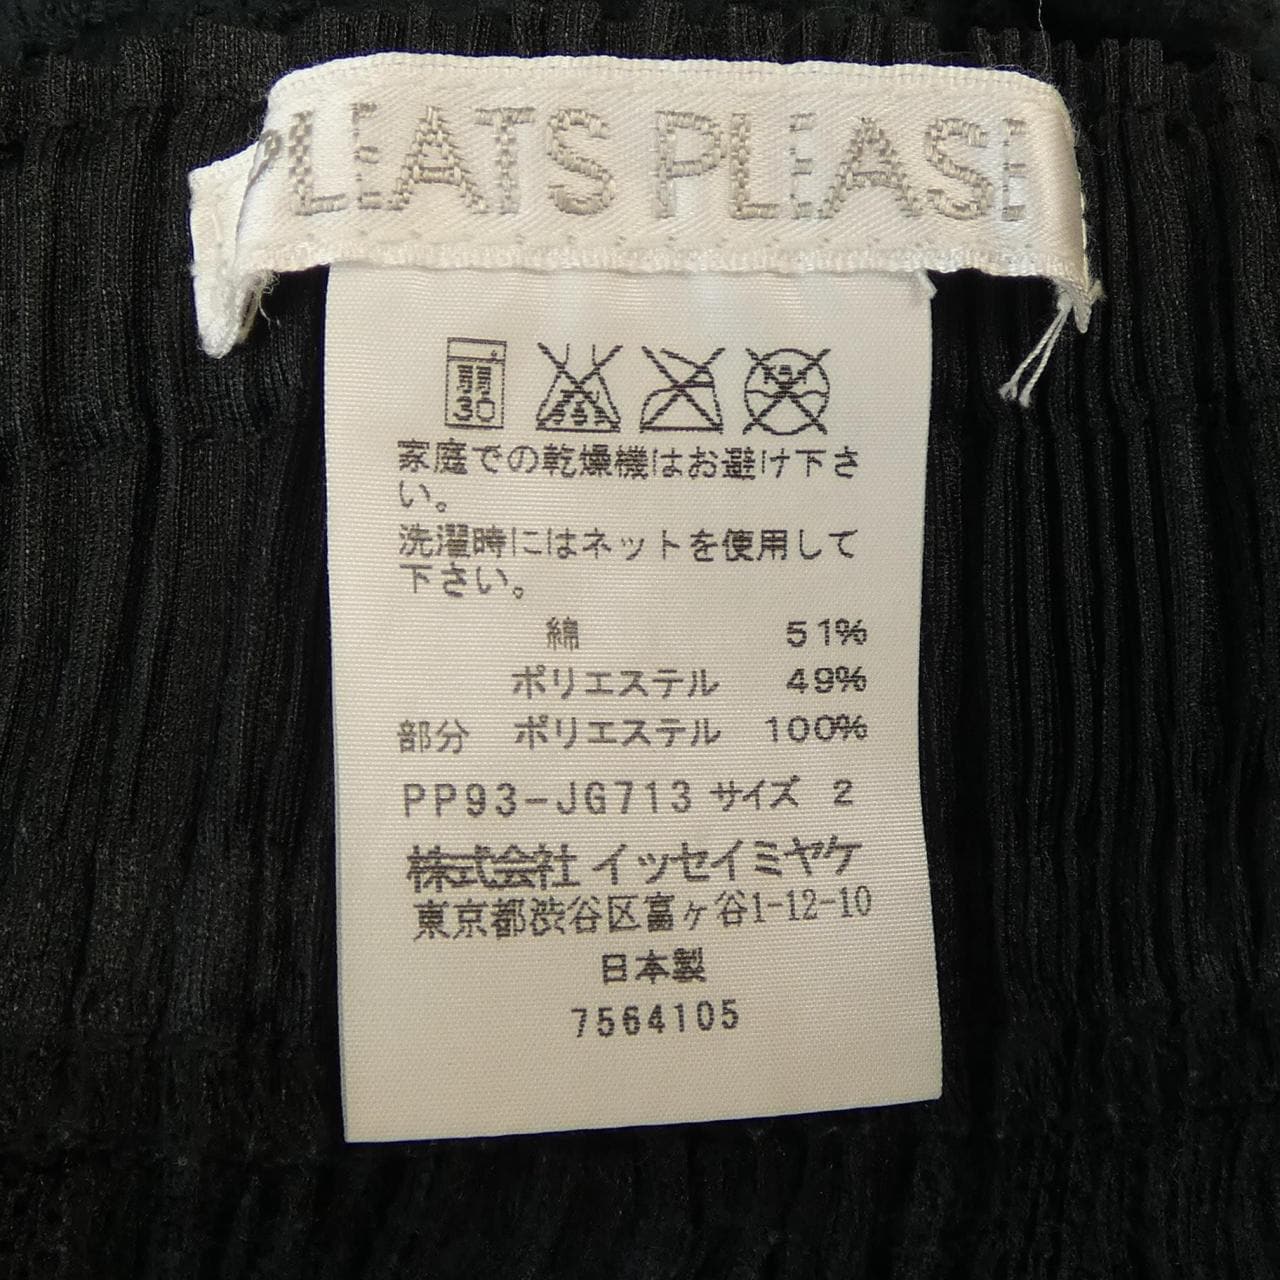 PLEATS PLEASE
弱
30
家庭での乾燥機はお避け下さ
い。
洗濯時にはネットを使用して
下さい。
綿 51%
ポリエステル 49%
部分 ポリエステル 100%
PP93-JG713 サイズ 2
株式会社 イッセイミヤケ
東京都渋谷区富ヶ谷1-12-10
日本製
7564105